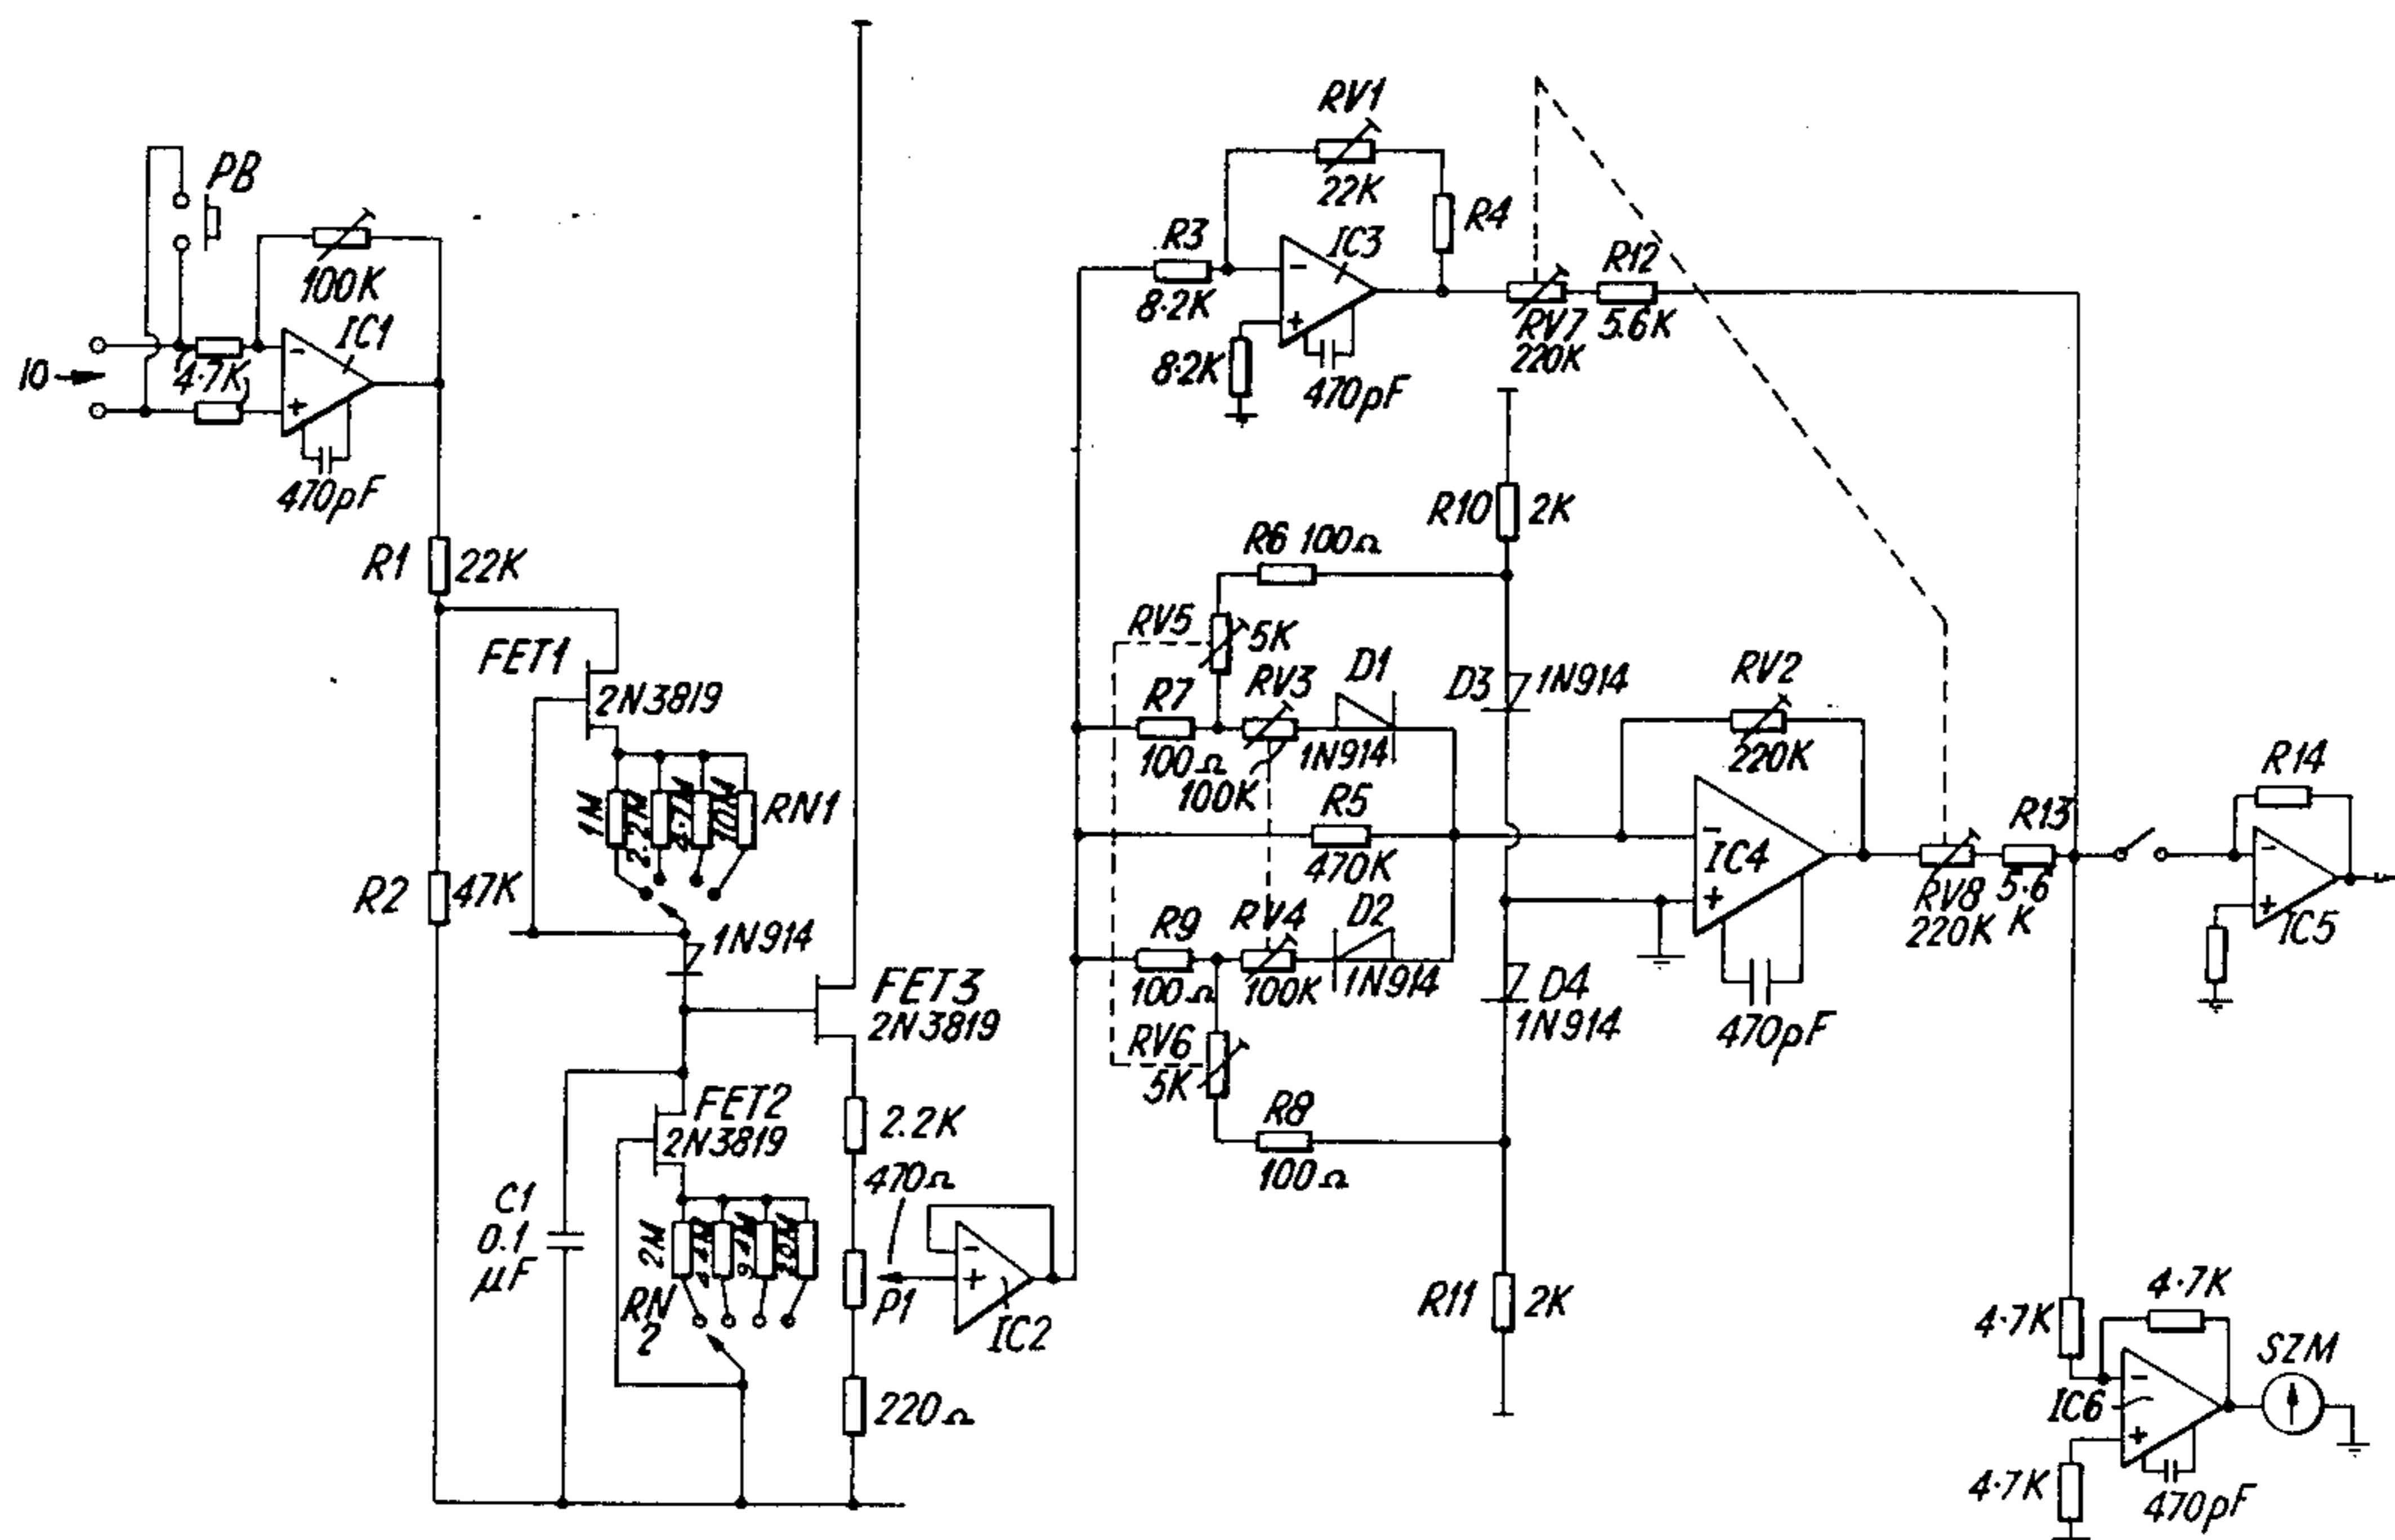 PB
100K
IC1
10
4.7K
470pF
R1
22K
R2
47K
FET1
2N3819
1M
2.2M
4.7M
10M
RN1
1N914
FET3
2N3819
FET2
2N3819
C1
0.1
µF
2M
RN
2
2.2K
470Ω
P1
220Ω
IC2
RV1
22K
R3
8.2K
IC3
R4
8.2K
470pF
RV7
220K
R12
5.6K
R10
2K
R6 100Ω
RV5
5K
R7
100Ω
RV3
100K
D1
1N914
D3
1N914
R5
470K
R9
100Ω
RV4
100K
D2
1N914
D4
1N914
RV6
5K
R8
100Ω
R11
2K
RV2
220K
IC4
470pF
RV8
220K
R13
5.6
K
R14
IC5
4.7K
4.7K
IC6
SZM
4.7K
470pF